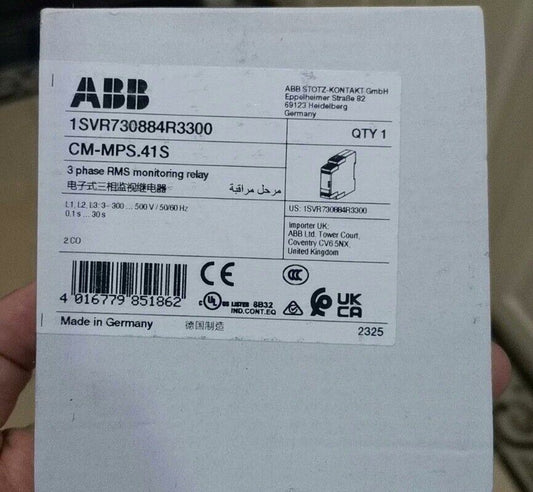 ABB
ABB STOTZ-KONTAKT GmbH
Eppelheimer Straße 82
69123 Heidelberg
Germany
1SVR730884R3300
QTY 1
CM-MPS.41S
3 phase RMS monitoring relay
电子式三相监视继电器
مرحل مراقبة
L1, L2, L3: 3~ 300 ... 500 V / 50/60 Hz
0.1 s ... 30 s
US: 1SVR730884R3300
Importer UK:
ABB Ltd. Tower Court,
Coventry CV6 5NX,
United Kingdom
2 CO
CE
CCC
4 016779 851862
C UL US LISTED 8B32
IND.CONT.EQ
UK
CA
Made in Germany
德国制造
2325